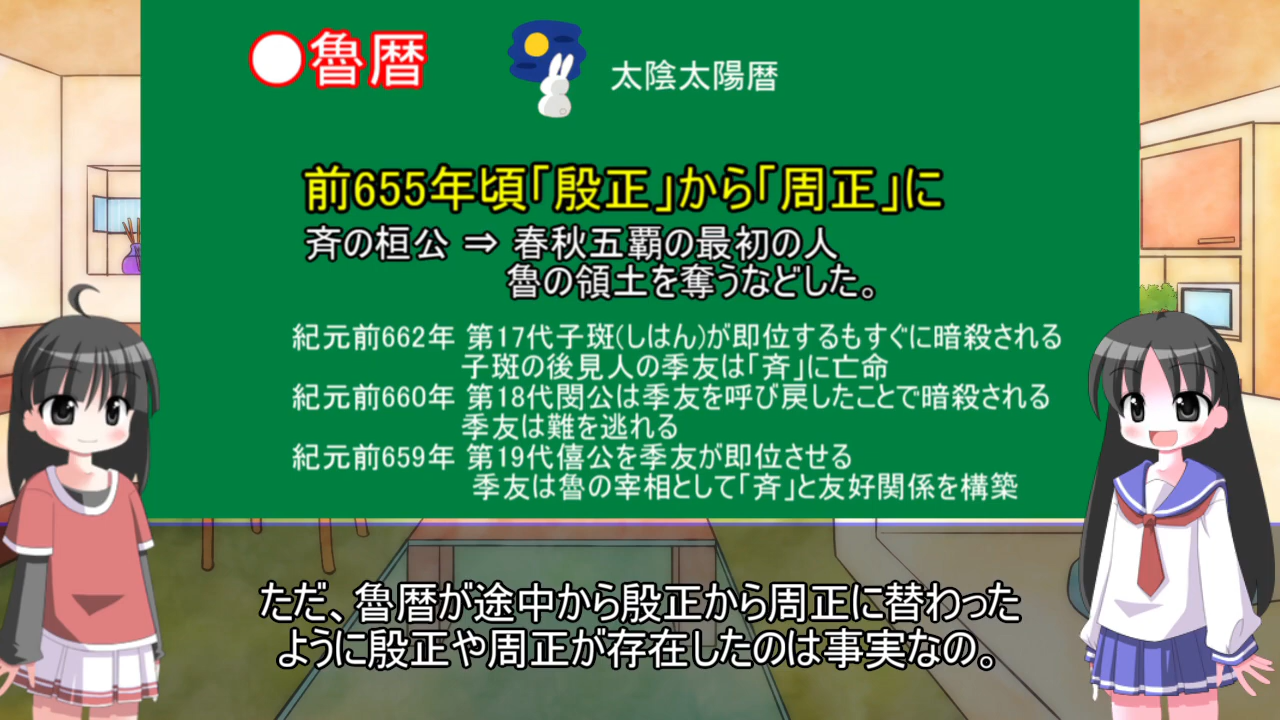 ●魯暦
太陰太陽暦
前655年頃「殷正」から「周正」に
斉の桓公 ⇒ 春秋五覇の最初の人
魯の領土を奪うなどした。
紀元前662年 第17代子斑(しはん)が即位するもすぐに暗殺される
子斑の後見人の季友は「斉」に亡命
紀元前660年 第18代閔公は季友を呼び戻したことで暗殺される
季友は難を逃れる
紀元前659年 第19代僖公を季友が即位させる
季友は魯の宰相として「斉」と友好関係を構築
ただ、魯暦が途中から殷正から周正に替わった
ように殷正や周正が存在したのは事実なの。